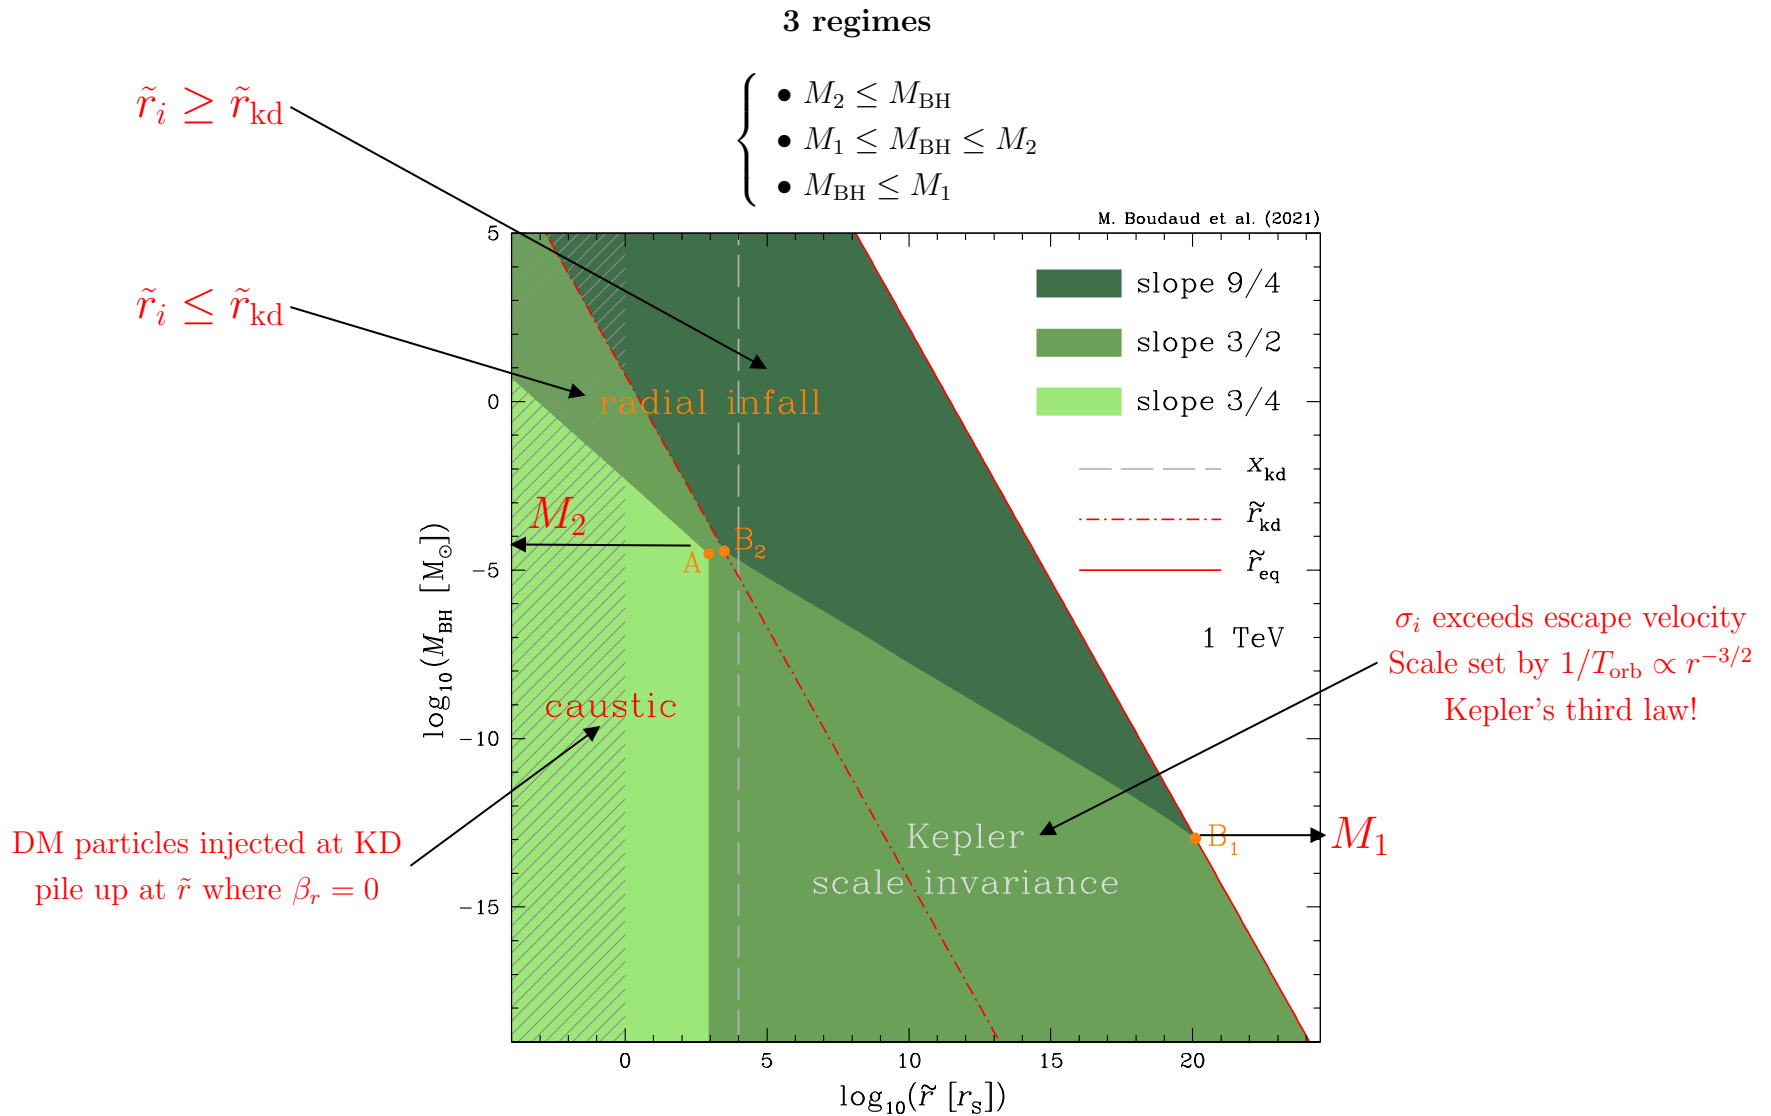 3 regimes
• M₂ ≤ M_BH
• M₁ ≤ M_BH ≤ M₂
• M_BH ≤ M₁
r̃ᵢ ≥ r̃_kd
r̃ᵢ ≤ r̃_kd
M. Boudaud et al. (2021)
slope 9/4
slope 3/2
slope 3/4
x_kd
r̃_kd
r̃_eq
1 TeV
radial infall
M₂
A
B₂
caustic
Kepler
scale invariance
B₁
M₁
σᵢ exceeds escape velocity
Scale set by 1/T_orb ∝ r^{−3/2}
Kepler's third law!
DM particles injected at KD
pile up at r̃ where β_r = 0
log₁₀(M_BH [M_⊙])
5
0
−5
−10
−15
0 5 10 15 20
log₁₀(r̃ [r_S])